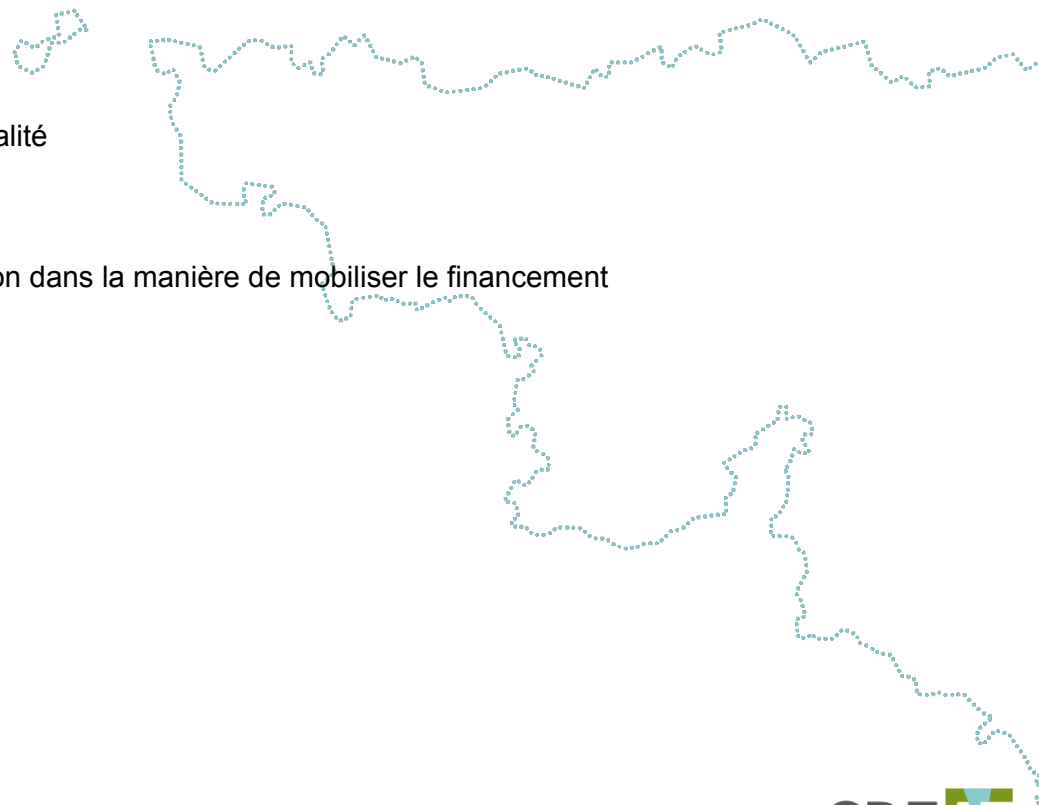 alité
on dans la manière de mobiliser le financement